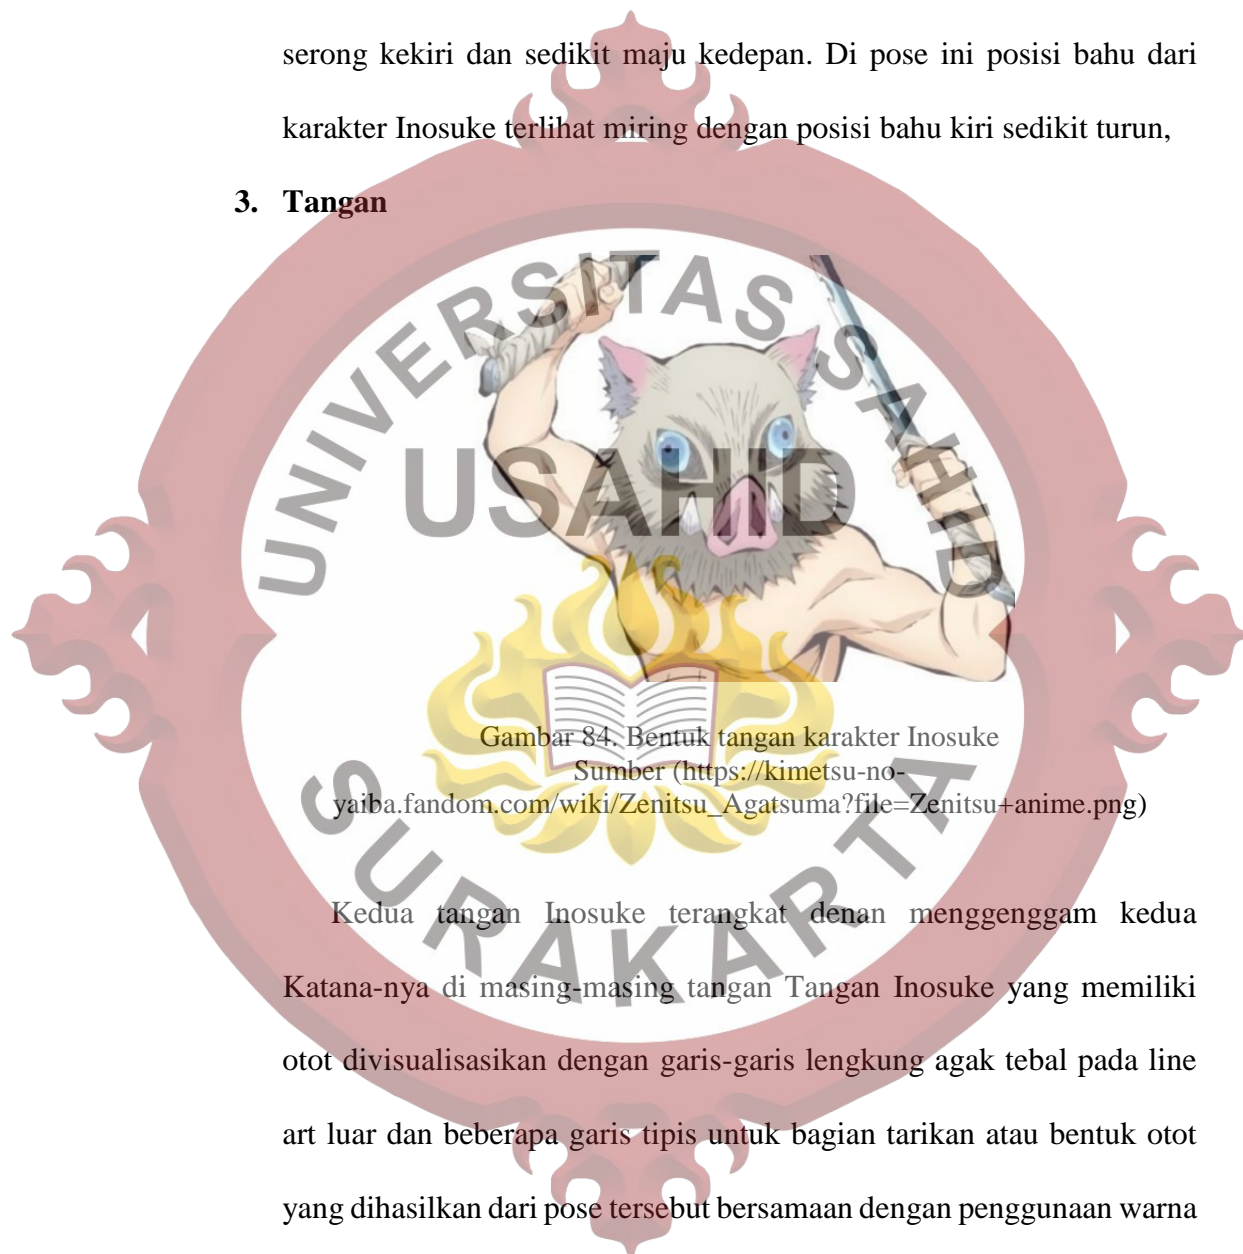 serong kekiri dan sedikit maju kedepan. Di pose ini posisi bahu dari
karakter Inosuke terlihat miring dengan posisi bahu kiri sedikit turun,
3. Tangan
UNIVERSITAS SAHID
USAHID
Gambar 84. Bentuk tangan karakter Inosuke
Sumber (https://kimetsu-no-
yaiba.fandom.com/wiki/Zenitsu_Agatsuma?file=Zenitsu+anime.png)
SURAKARTA
Kedua tangan Inosuke terangkat denan menggenggam kedua
Katana-nya di masing-masing tangan Tangan Inosuke yang memiliki
otot divisualisasikan dengan garis-garis lengkung agak tebal pada line
art luar dan beberapa garis tipis untuk bagian tarikan atau bentuk otot
yang dihasilkan dari pose tersebut bersamaan dengan penggunaan warna